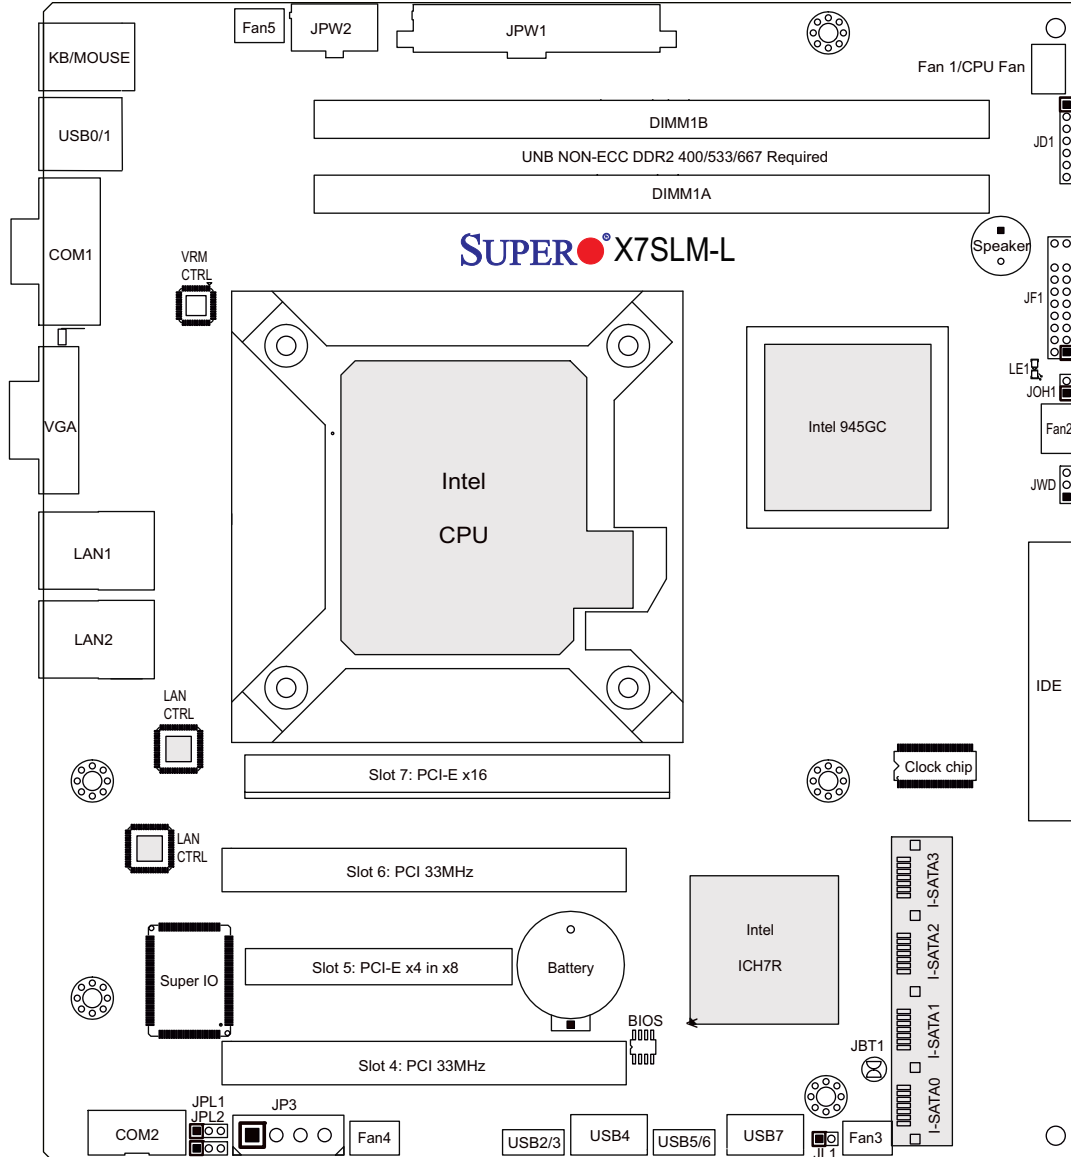 Fan5
JPW2
JPW1
KB/MOUSE
Fan 1/CPU Fan
USB0/1
DIMM1B
JD1
UNB NON-ECC DDR2 400/533/667 Required
DIMM1A
SUPER® X7SLM-L
Speaker
COM1
VRM
CTRL
JF1
LE1
JOH1
VGA
Intel 945GC
Fan2
Intel
CPU
JWD
LAN1
LAN2
IDE
LAN
CTRL
Slot 7: PCI-E x16
Clock chip
LAN
CTRL
Slot 6: PCI 33MHz
I-SATA3
Intel
ICH7R
I-SATA2
Super IO
Slot 5: PCI-E x4 in x8
Battery
I-SATA1
BIOS
JBT1
Slot 4: PCI 33MHz
I-SATA0
JPL1
JPL2
JP3
COM2
Fan4
USB2/3
USB4
USB5/6
USB7
JL1
Fan3